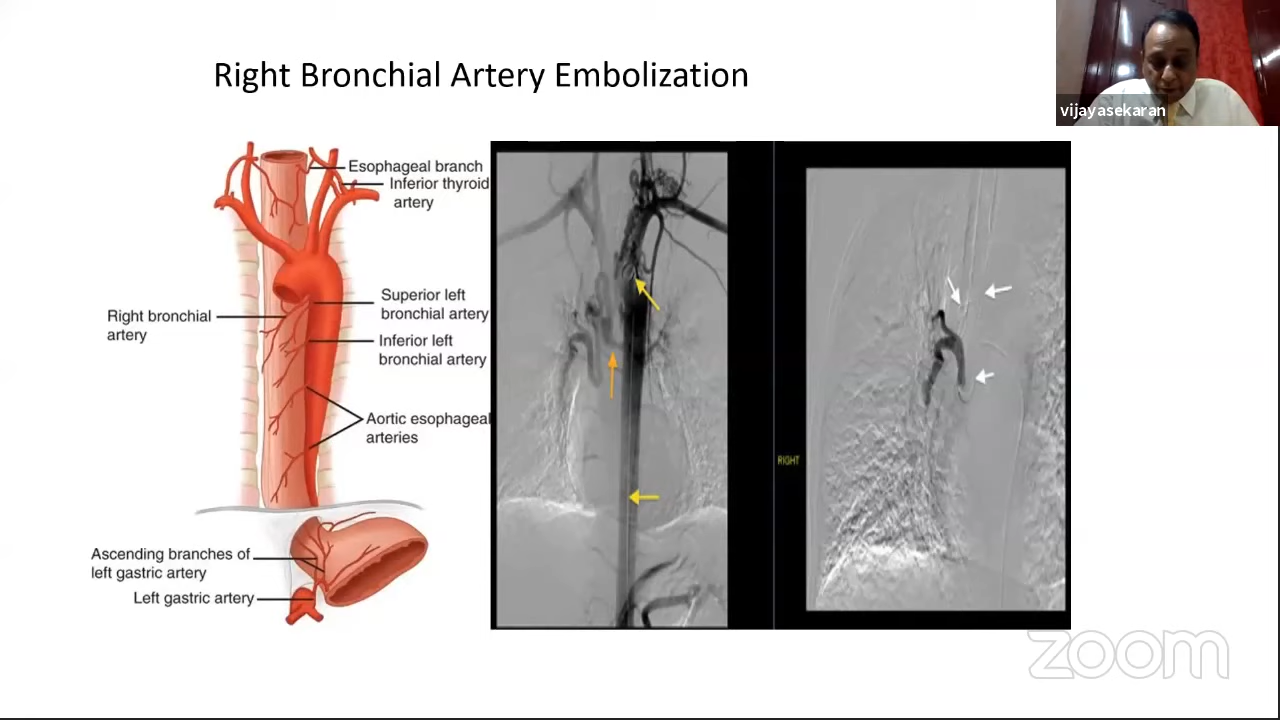 Right Bronchial Artery Embolization
vijayasekaran
Esophageal branch
Inferior thyroid
artery
Superior left
bronchial artery
Right bronchial
artery
Inferior left
bronchial artery
Aortic esophageal
arteries
Ascending branches of
left gastric artery
Left gastric artery
RIGHT
zoom